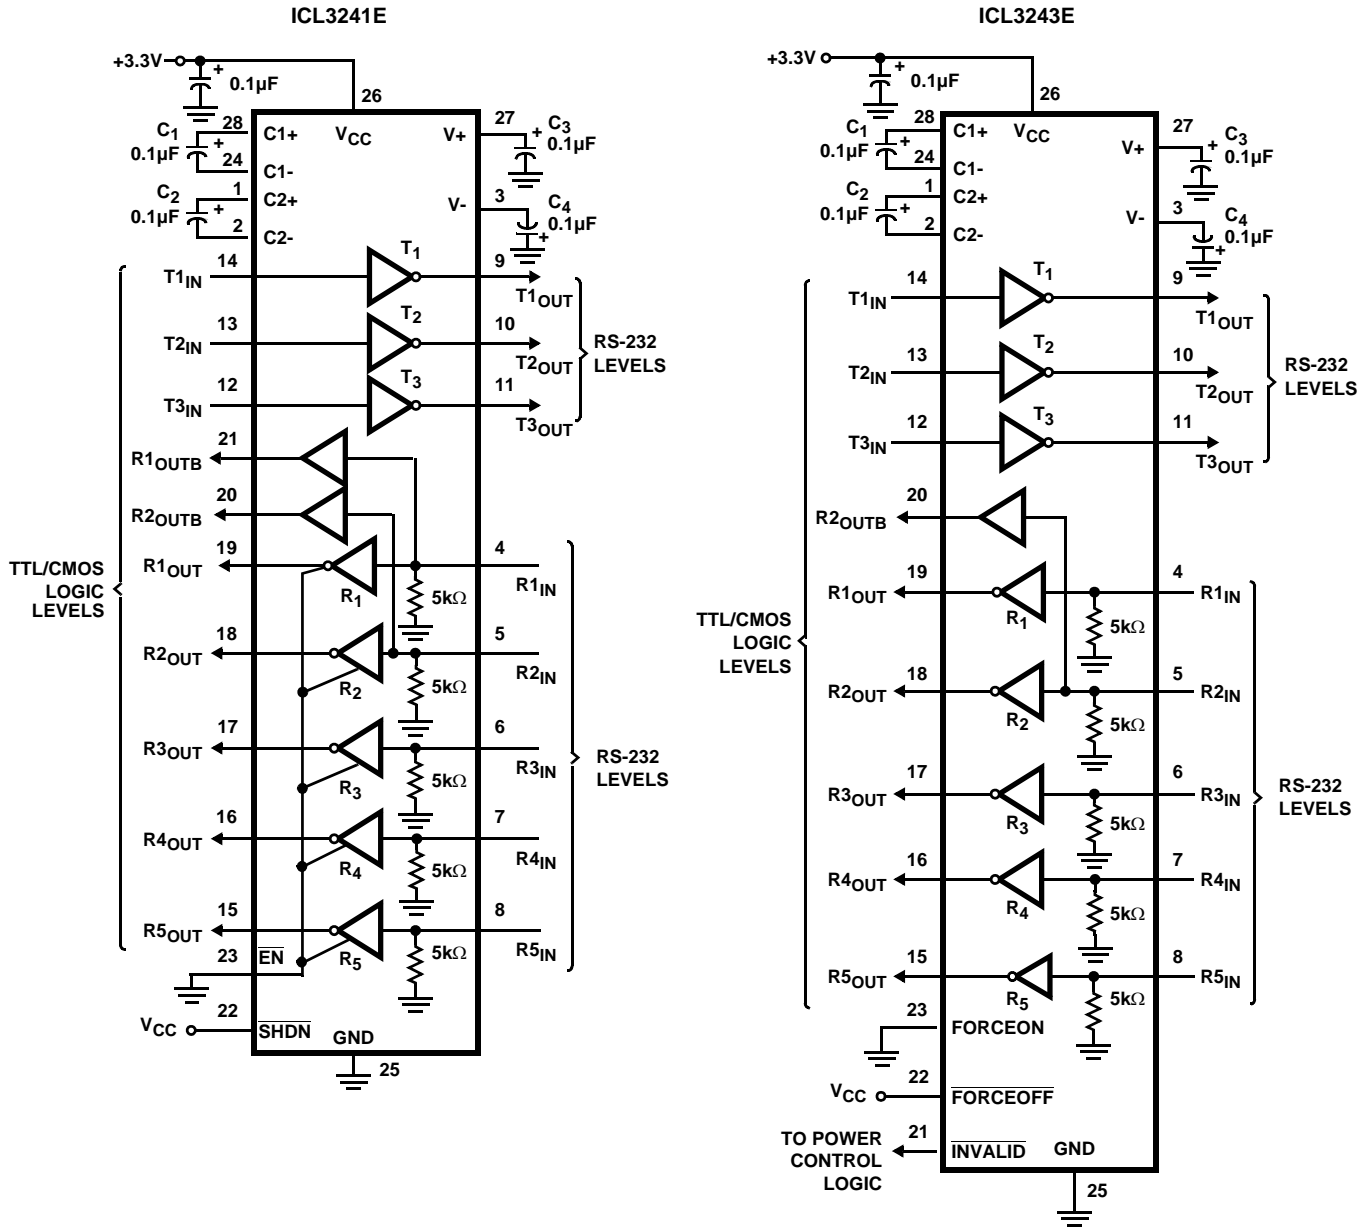 ICL3241E
+3.3V
+
0.1µF
26
28
C1+
VCC
V+
27
C1
0.1µF
+
24
C1-
+
C3
0.1µF
1
C2+
C2
0.1µF
+
2
C2-
V-
3
C4
0.1µF
+
T1IN
14
T1
9
T1OUT
T2IN
13
T2
10
T2OUT
RS-232
LEVELS
T3IN
12
T3
11
T3OUT
21
R1OUTB
20
R2OUTB
19
R1OUT
R1
4
R1IN
5kΩ
TTL/CMOS
LOGIC
LEVELS
18
R2OUT
R2
5
R2IN
5kΩ
17
R3OUT
R3
6
R3IN
5kΩ
RS-232
LEVELS
16
R4OUT
R4
7
R4IN
5kΩ
15
R5OUT
R5
8
R5IN
5kΩ
23
EN
VCC
22
SHDN
GND
25
ICL3243E
+3.3V
+
0.1µF
26
28
C1+
VCC
V+
27
C1
0.1µF
+
24
C1-
+
C3
0.1µF
1
C2+
C2
0.1µF
+
2
C2-
V-
3
C4
0.1µF
+
T1IN
14
T1
9
T1OUT
T2IN
13
T2
10
T2OUT
RS-232
LEVELS
T3IN
12
T3
11
T3OUT
20
R2OUTB
19
R1OUT
R1
4
R1IN
5kΩ
TTL/CMOS
LOGIC
LEVELS
18
R2OUT
R2
5
R2IN
5kΩ
17
R3OUT
R3
6
R3IN
5kΩ
RS-232
LEVELS
16
R4OUT
R4
7
R4IN
5kΩ
15
R5OUT
R5
8
R5IN
5kΩ
23
FORCEON
VCC
22
FORCEOFF
TO POWER
CONTROL
LOGIC
21
INVALID
GND
25